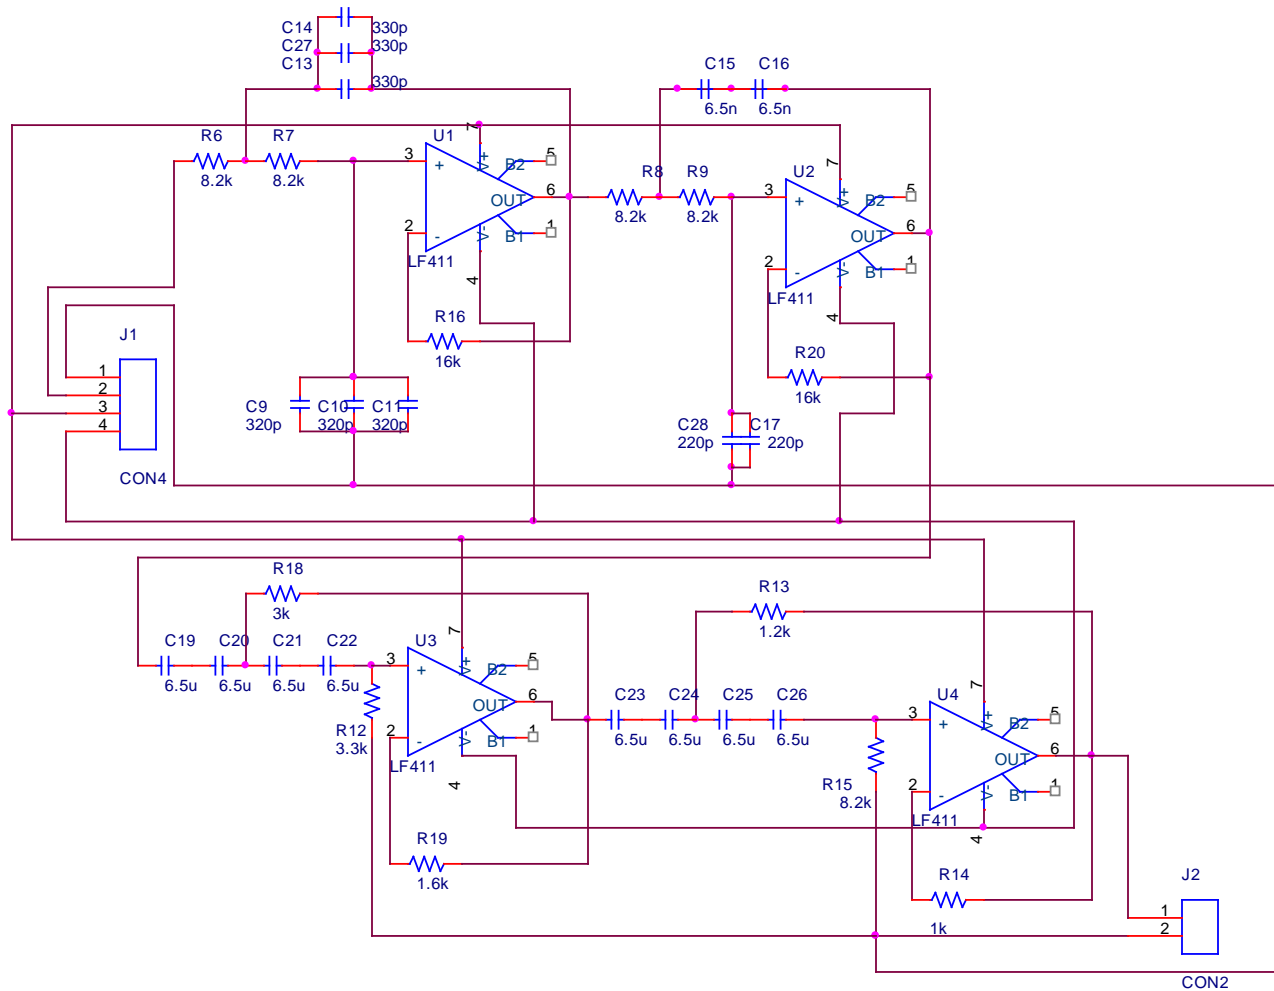 C14 330p
C27 330p
C13 330p
C15 C16
6.5n 6.5n
R6 R7
8.2k 8.2k
U1
7
3 + V+ B2 5
OUT 6
2 - V- B1 1
LF411
4
R16
16k
R8 R9
8.2k 8.2k
U2
7
3 + V+ B2 5
OUT 6
2 - V- B1 1
LF411
4
R20
16k
J1
1
2
3
4
CON4
C9 C10 C11
320p 320p 320p
C28 C17
220p 220p
R18
3k
R13
1.2k
C19 C20 C21 C22
6.5u 6.5u 6.5u 6.5u
R12
3.3k
U3
7
3 + V+ B2 5
OUT 6
2 - V- B1 1
LF411
4
R19
1.6k
C23 C24 C25 C26
6.5u 6.5u 6.5u 6.5u
R15
8.2k
U4
7
3 + V+ B2 5
OUT 6
2 - V- B1 1
LF411
4
R14
1k
J2
1
2
CON2